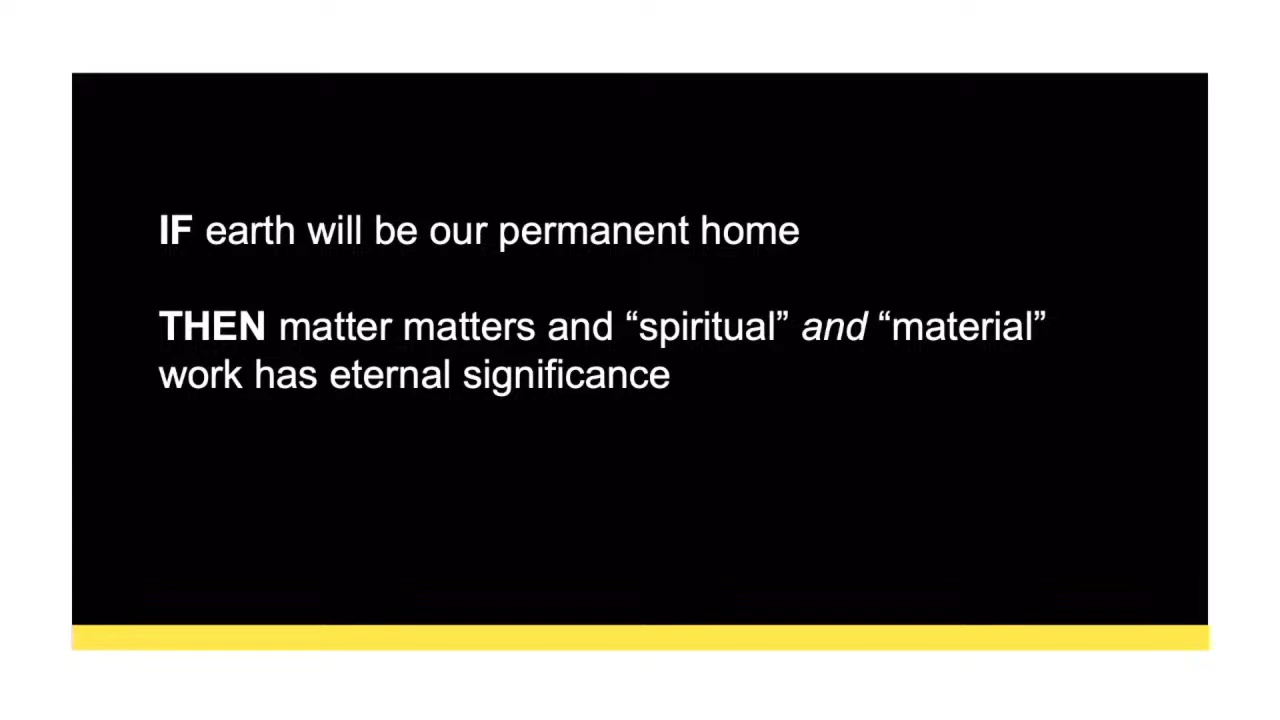 IF earth will be our permanent home
THEN matter matters and “spiritual” and “material”
work has eternal significance